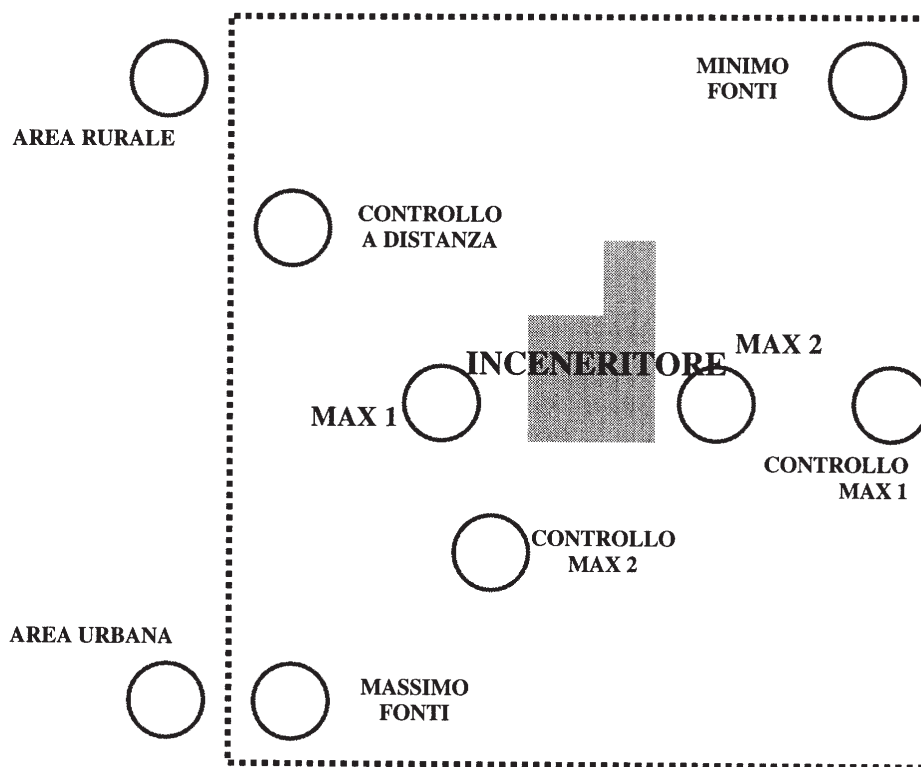 MINIMO
FONTI
AREA RURALE
CONTROLLO
A DISTANZA
MAX 2
INCENERITORE
MAX 1
CONTROLLO
MAX 1
CONTROLLO
MAX 2
AREA URBANA
MASSIMO
FONTI